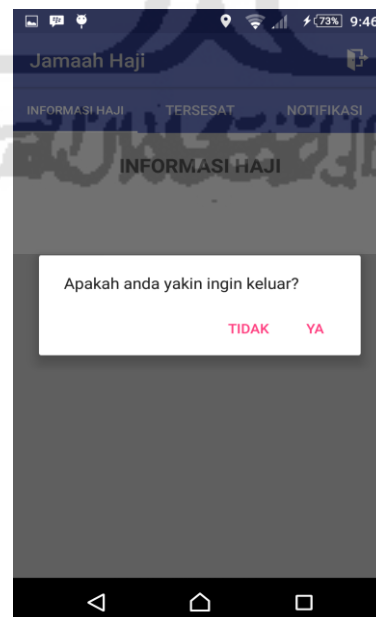 73% 9:46
Jamaah Haji
INFORMASI HAJI TERSESAT NOTIFIKASI
INFORMASI HAJI
-
Apakah anda yakin ingin keluar?
TIDAK YA